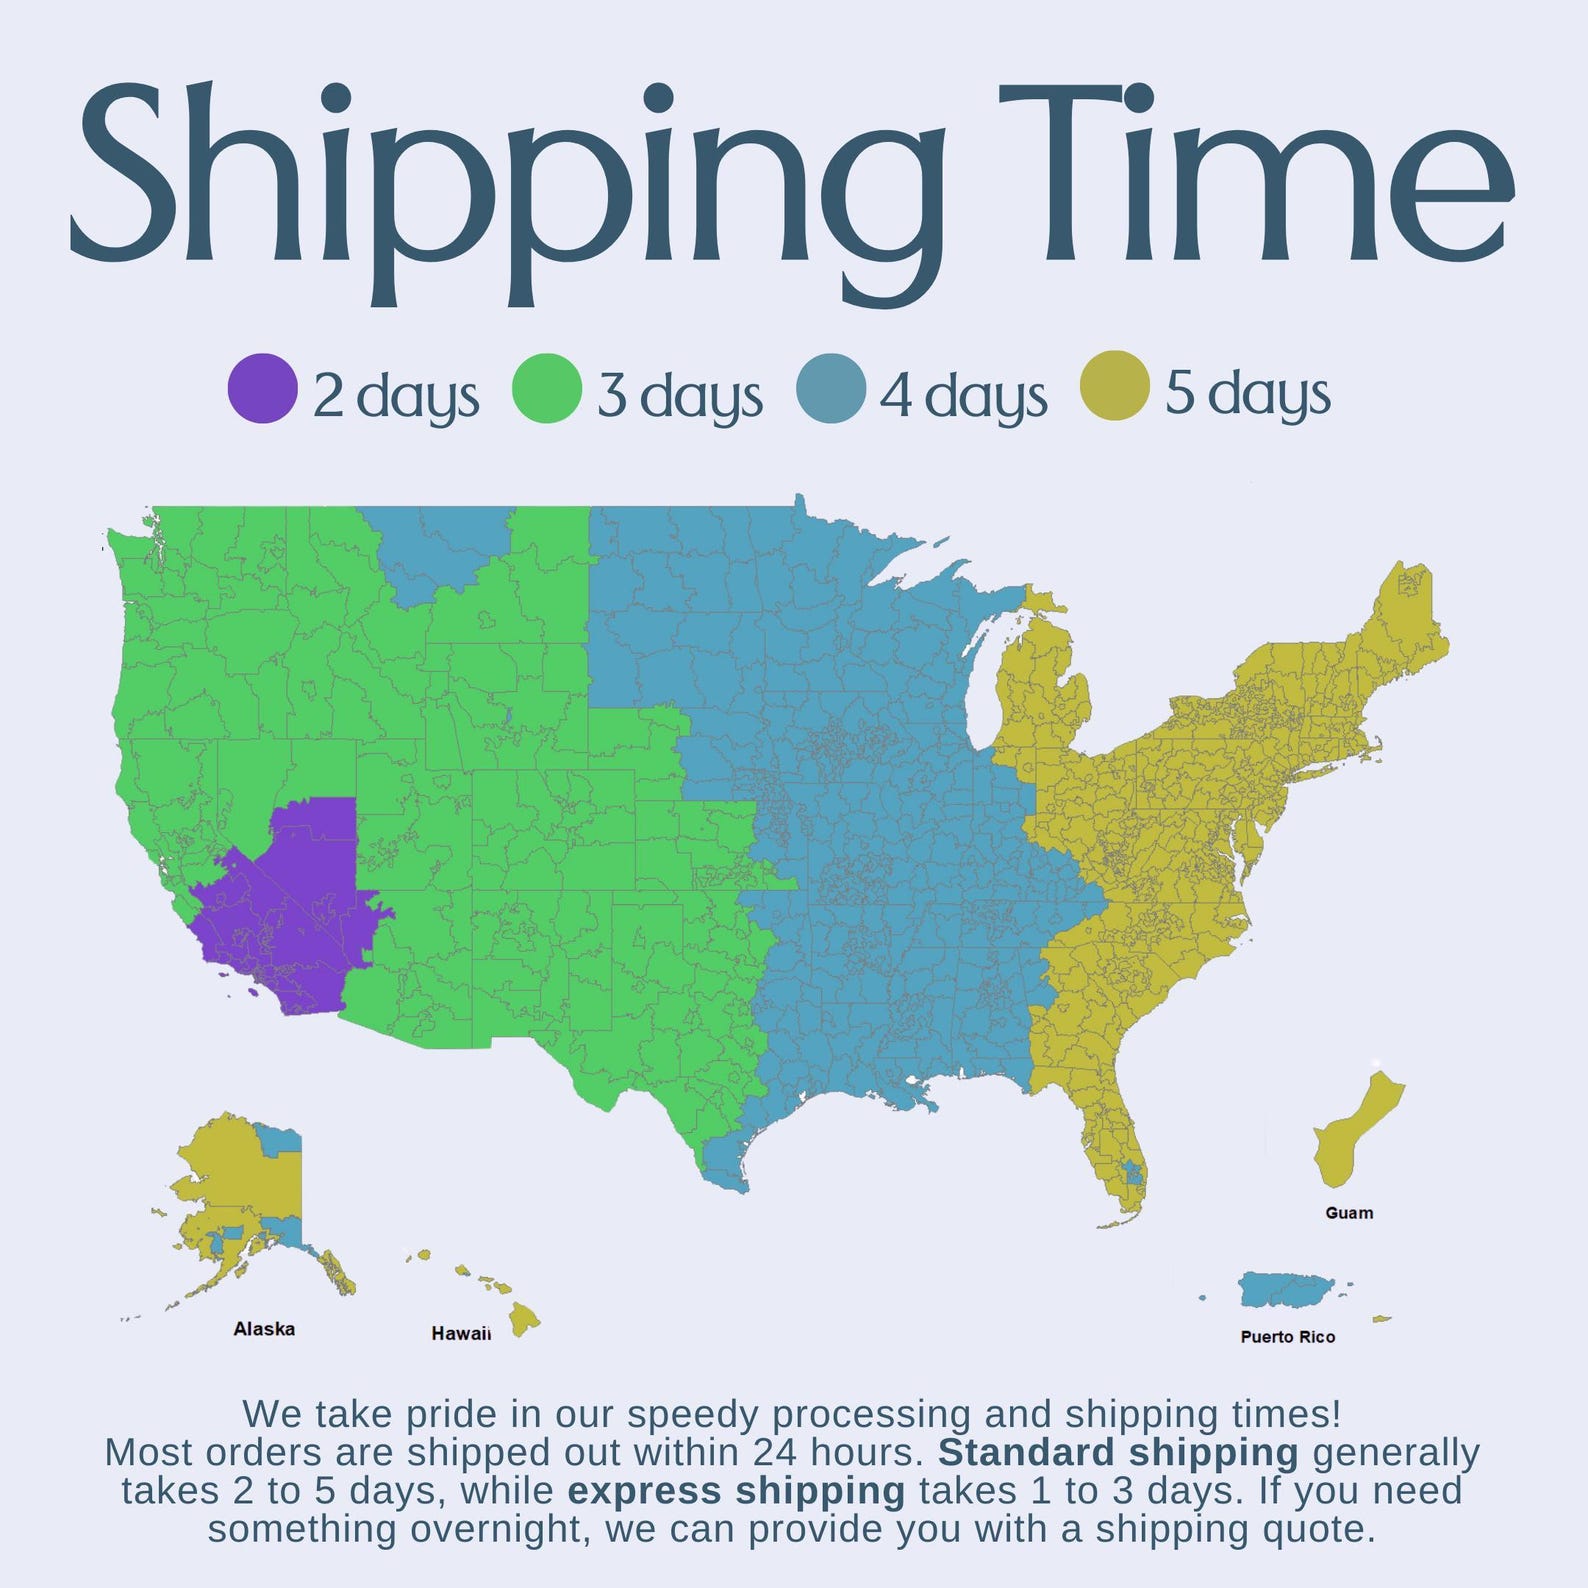 Shipping Time
2 days 3 days 4 days 5 days
Guam
Alaska
Hawaii
Puerto Rico
We take pride in our speedy processing and shipping times!
Most orders are shipped out within 24 hours. Standard shipping generally
takes 2 to 5 days, while express shipping takes 1 to 3 days. If you need
something overnight, we can provide you with a shipping quote.